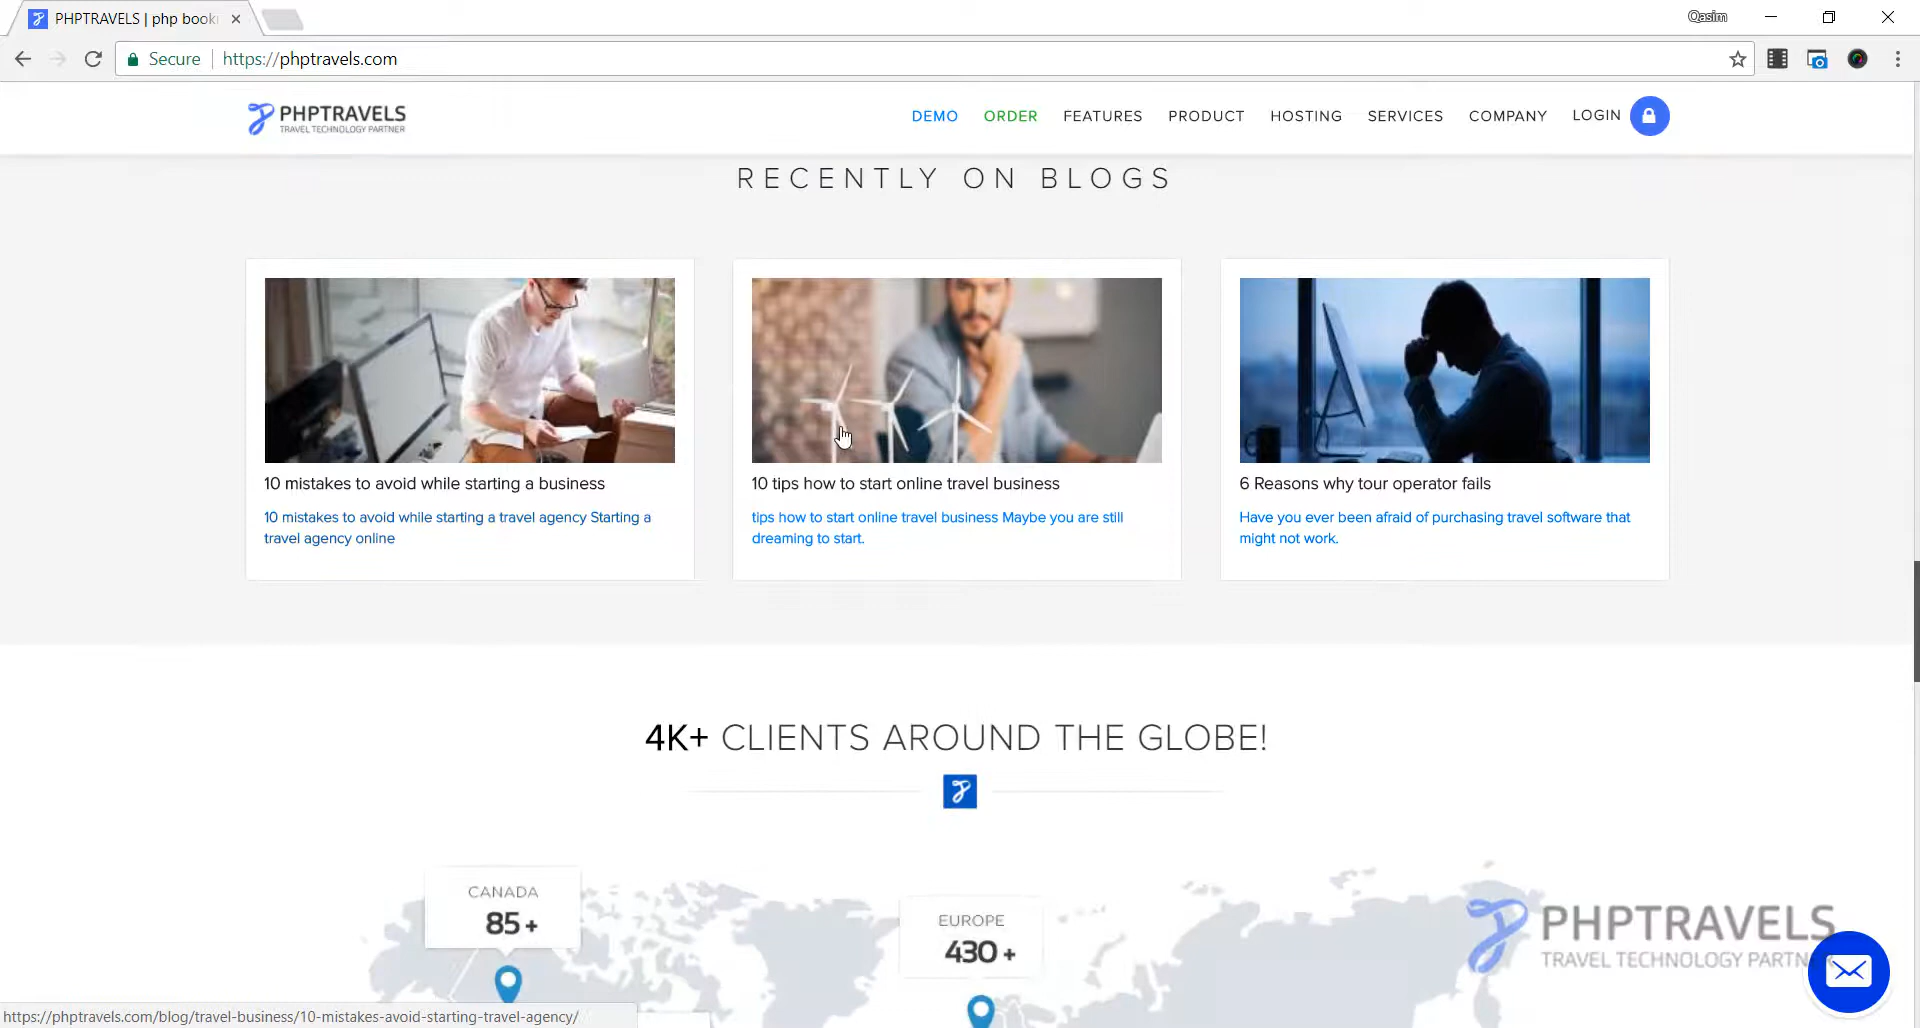 PHPTRAVELS | php book
Qasim
Secure
https://phptravels.com
PHPTRAVELS
TRAVEL TECHNOLOGY PARTNER
DEMO
ORDER
FEATURES
PRODUCT
HOSTING
SERVICES
COMPANY
LOGIN
RECENTLY ON BLOGS
10 mistakes to avoid while starting a business
10 mistakes to avoid while starting a travel agency Starting a
travel agency online
10 tips how to start online travel business
tips how to start online travel business Maybe you are still
dreaming to start.
6 Reasons why tour operator fails
Have you ever been afraid of purchasing travel software that
might not work.
4K+ CLIENTS AROUND THE GLOBE!
CANADA
85+
EUROPE
430+
PHPTRAVELS
TRAVEL TECHNOLOGY PARTN
https://phptravels.com/blog/travel-business/10-mistakes-avoid-starting-travel-agency/